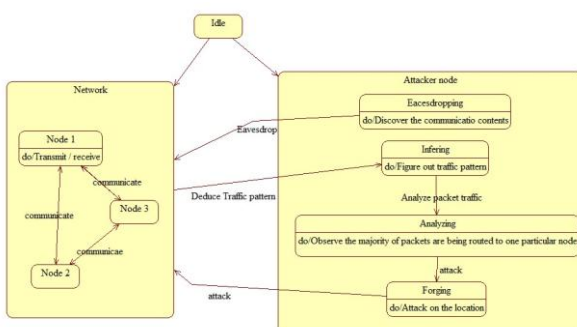 Idle
Network
Node 1
do/Transmit / receive
communicate
communicate
Node 3
communicae
Node 2
Attacker node
Eacesdropping
do/Discover the communicatio contents
Eavesdrop
Infering
do/Figure out traffic pattern
Deduce Traffic pattern
Analyze packet traffic
Analyzing
do/Observe the majority of packets are being routed to one particular node
attack
Forging
do/Attack on the location
attack